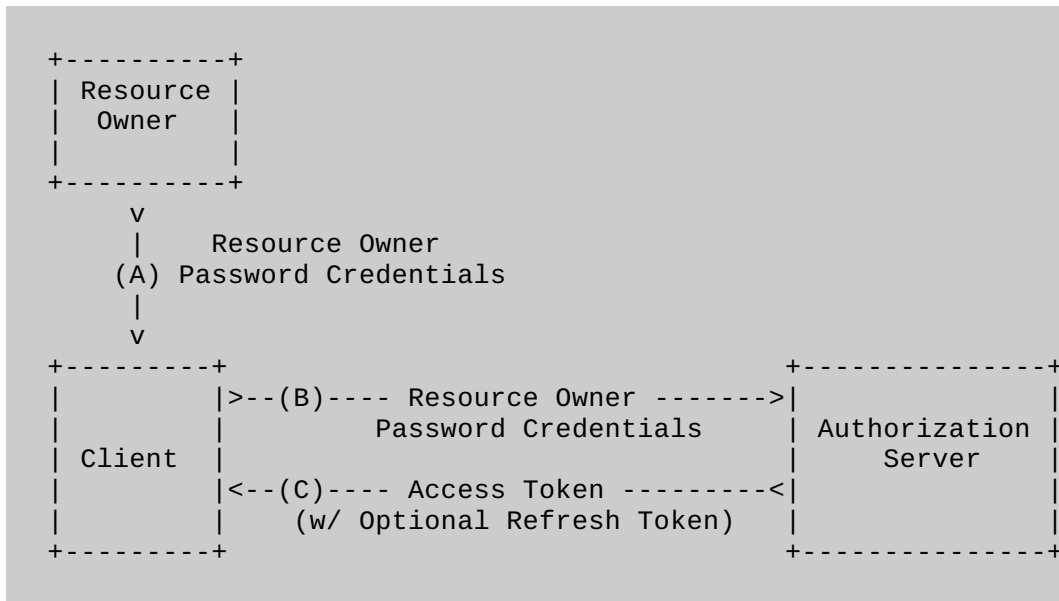 +----------+
| Resource |
|  Owner   |
|          |
+----------+
     v
     |    Resource Owner
    (A) Password Credentials
     |
     v
+---------+                                  +---------------+
|         |>--(B)---- Resource Owner ------->|               |
|         |         Password Credentials     | Authorization |
| Client  |                                  |     Server    |
|         |<--(C)---- Access Token ---------<|               |
|         |    (w/ Optional Refresh Token)   |               |
+---------+                                  +---------------+